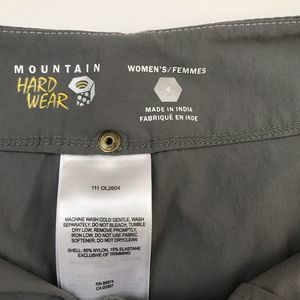 MOUNTAIN
HARD
WEAR
WOMEN'S/FEMMES
4
MADE IN INDIA
FABRIQUÉ EN INDE
111 OL2604
MACHINE WASH COLD GENTLE, WASH
SEPARATELY, DO NOT BLEACH, TUMBLE
DRY LOW, REMOVE PROMPTLY,
IRON LOW, DO NOT USE FABRIC
SOFTENER, DO NOT DRYCLEAN
SHELL: 85% NYLON, 15% ELASTANE
EXCLUSIVE OF TRIMMING